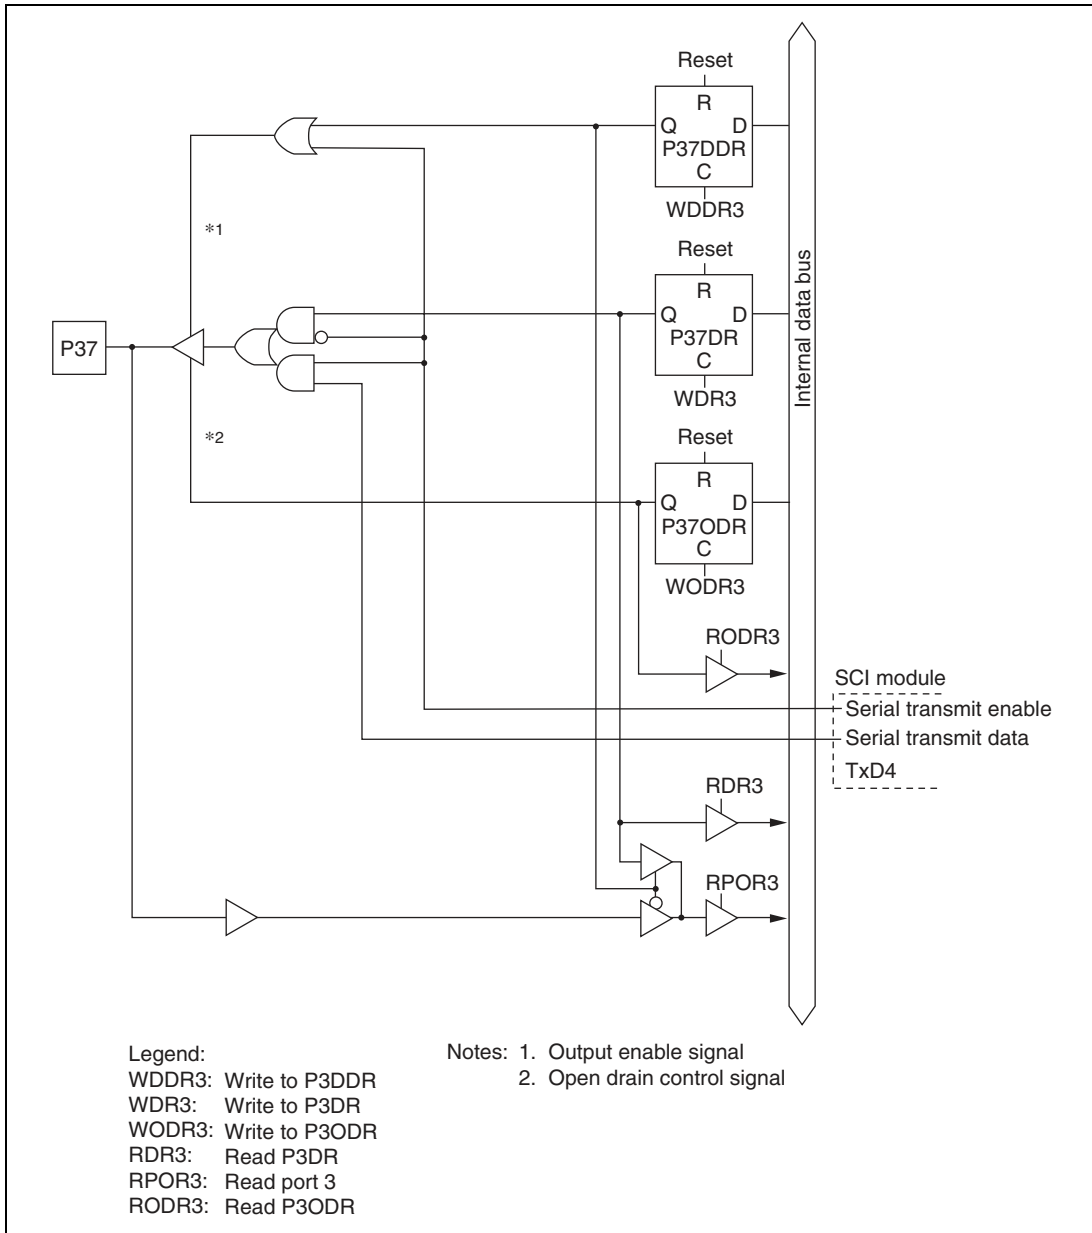 Reset
R
Q D
P37DDR
C
WDDR3
*1
Reset
R
Q D
P37DR
C
WDR3
P37
Internal data bus
*2
Reset
R
Q D
P37ODR
C
WODR3
RODR3
SCI module
Serial transmit enable
Serial transmit data
TxD4
RDR3
RPOR3
Legend:
WDDR3: Write to P3DDR
WDR3: Write to P3DR
WODR3: Write to P3ODR
RDR3: Read P3DR
RPOR3: Read port 3
RODR3: Read P3ODR
Notes: 1. Output enable signal
2. Open drain control signal